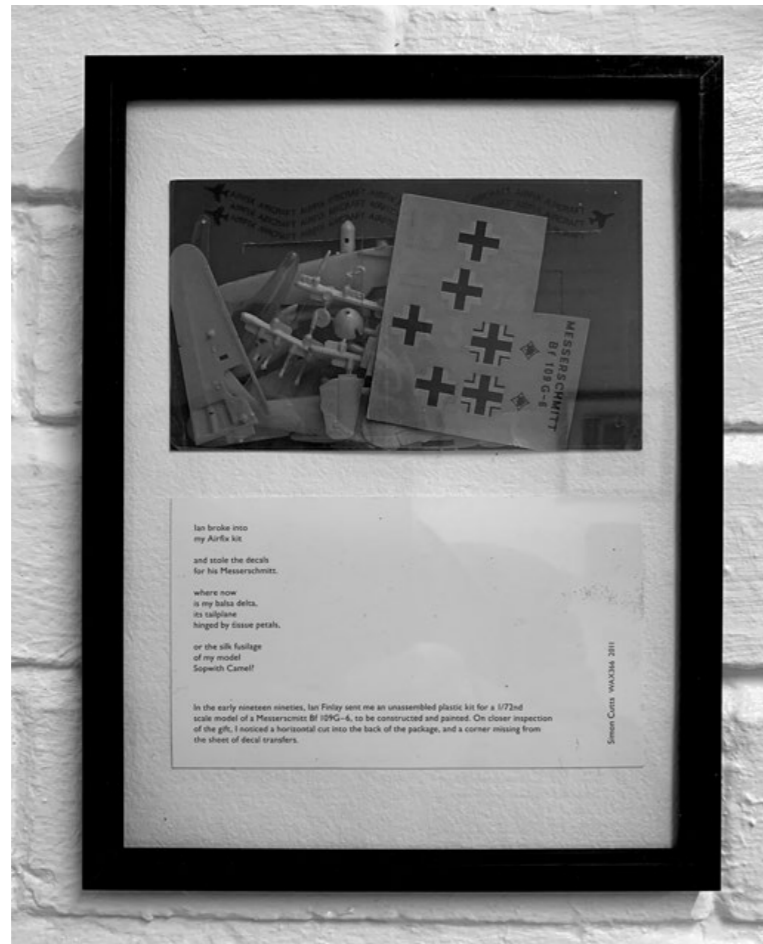 AIRFIX AIRCRAFT AIRFIX AIRCRAFT
MESSERSCHMITT
Bf 109G–6
Ian broke into
my Airfix kit
and stole the decals
for his Messerschmitt.
where now
is my balsa delta,
its tailplane
hinged by tissue petals,
or the silk fusilage
of my model
Sopwith Camel?
In the early nineteen nineties, Ian Finlay sent me an unassembled plastic kit for a 1/72nd
scale model of a Messerscmitt Bf 109G–6, to be constructed and painted. On closer inspection
of the gift, I noticed a horizontal cut into the back of the package, and a corner missing from
the sheet of decal transfers.
Simon Cutts WAX366 2011